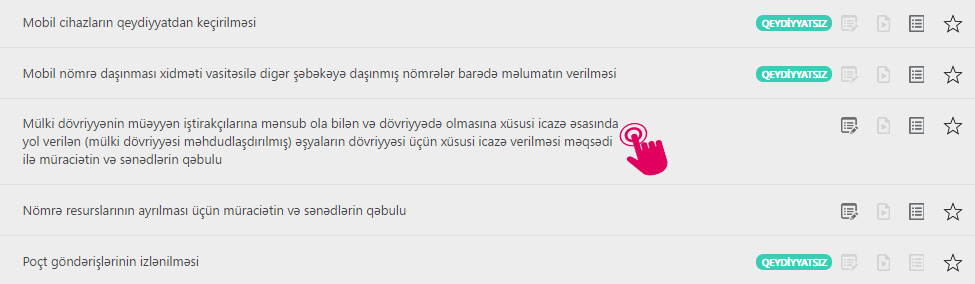 Mobil cihazların qeydiyyatdan keçirilməsi
QEYDİYYATSIZ
Mobil nömrə daşınması xidməti vasitəsilə digər şəbəkəyə daşınmış nömrələr barədə məlumatın verilməsi
QEYDİYYATSIZ
Mülki dövriyyənin müəyyən iştirakçılarına mənsub ola bilən və dövriyyədə olmasına xüsusi icazə əsasında
yol verilən (mülki dövriyyəsi məhdudlaşdırılmış) əşyaların dövriyyəsi üçün xüsusi icazə verilməsi məqsədi
ilə müraciətin və sənədlərin qəbulu
Nömrə resurslarının ayrılması üçün müraciətin və sənədlərin qəbulu
Poçt göndərişlərinin izlənilməsi
QEYDİYYATSIZ